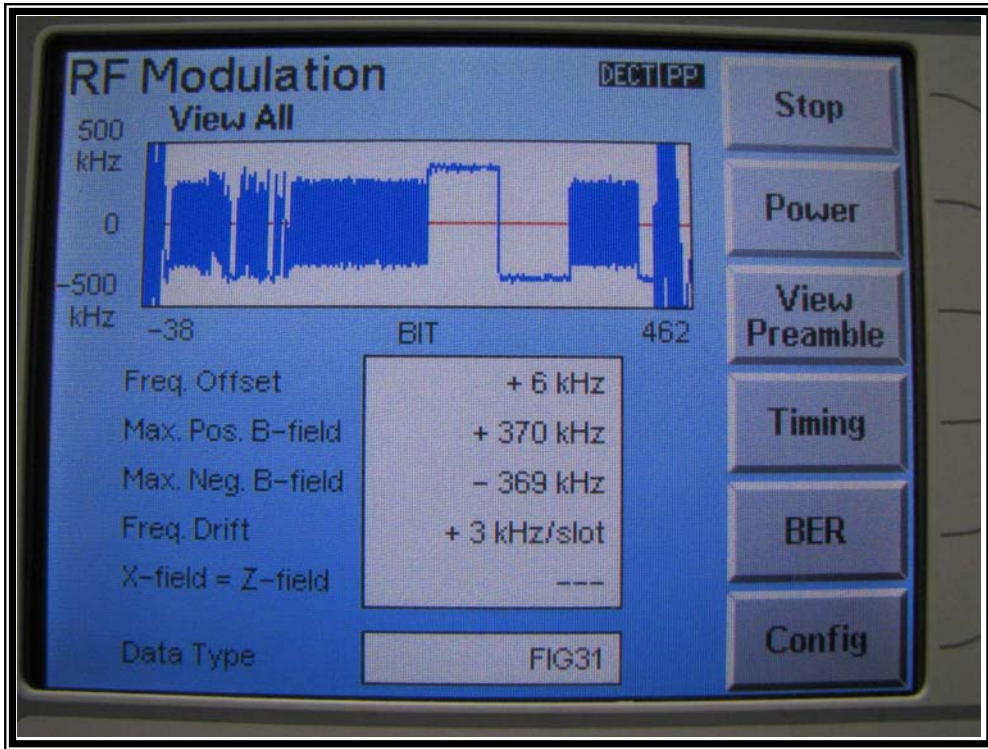 RF Modulation
DECT PP
View All
500
kHz
0
-500
kHz
-38
BIT
462
Freq. Offset
+ 6 kHz
Max. Pos. B-field
+ 370 kHz
Max. Neg. B-field
- 369 kHz
Freq. Drift
+ 3 kHz/slot
X-field = Z-field
---
Data Type
FIG31
Stop
Power
View
Preamble
Timing
BER
Config